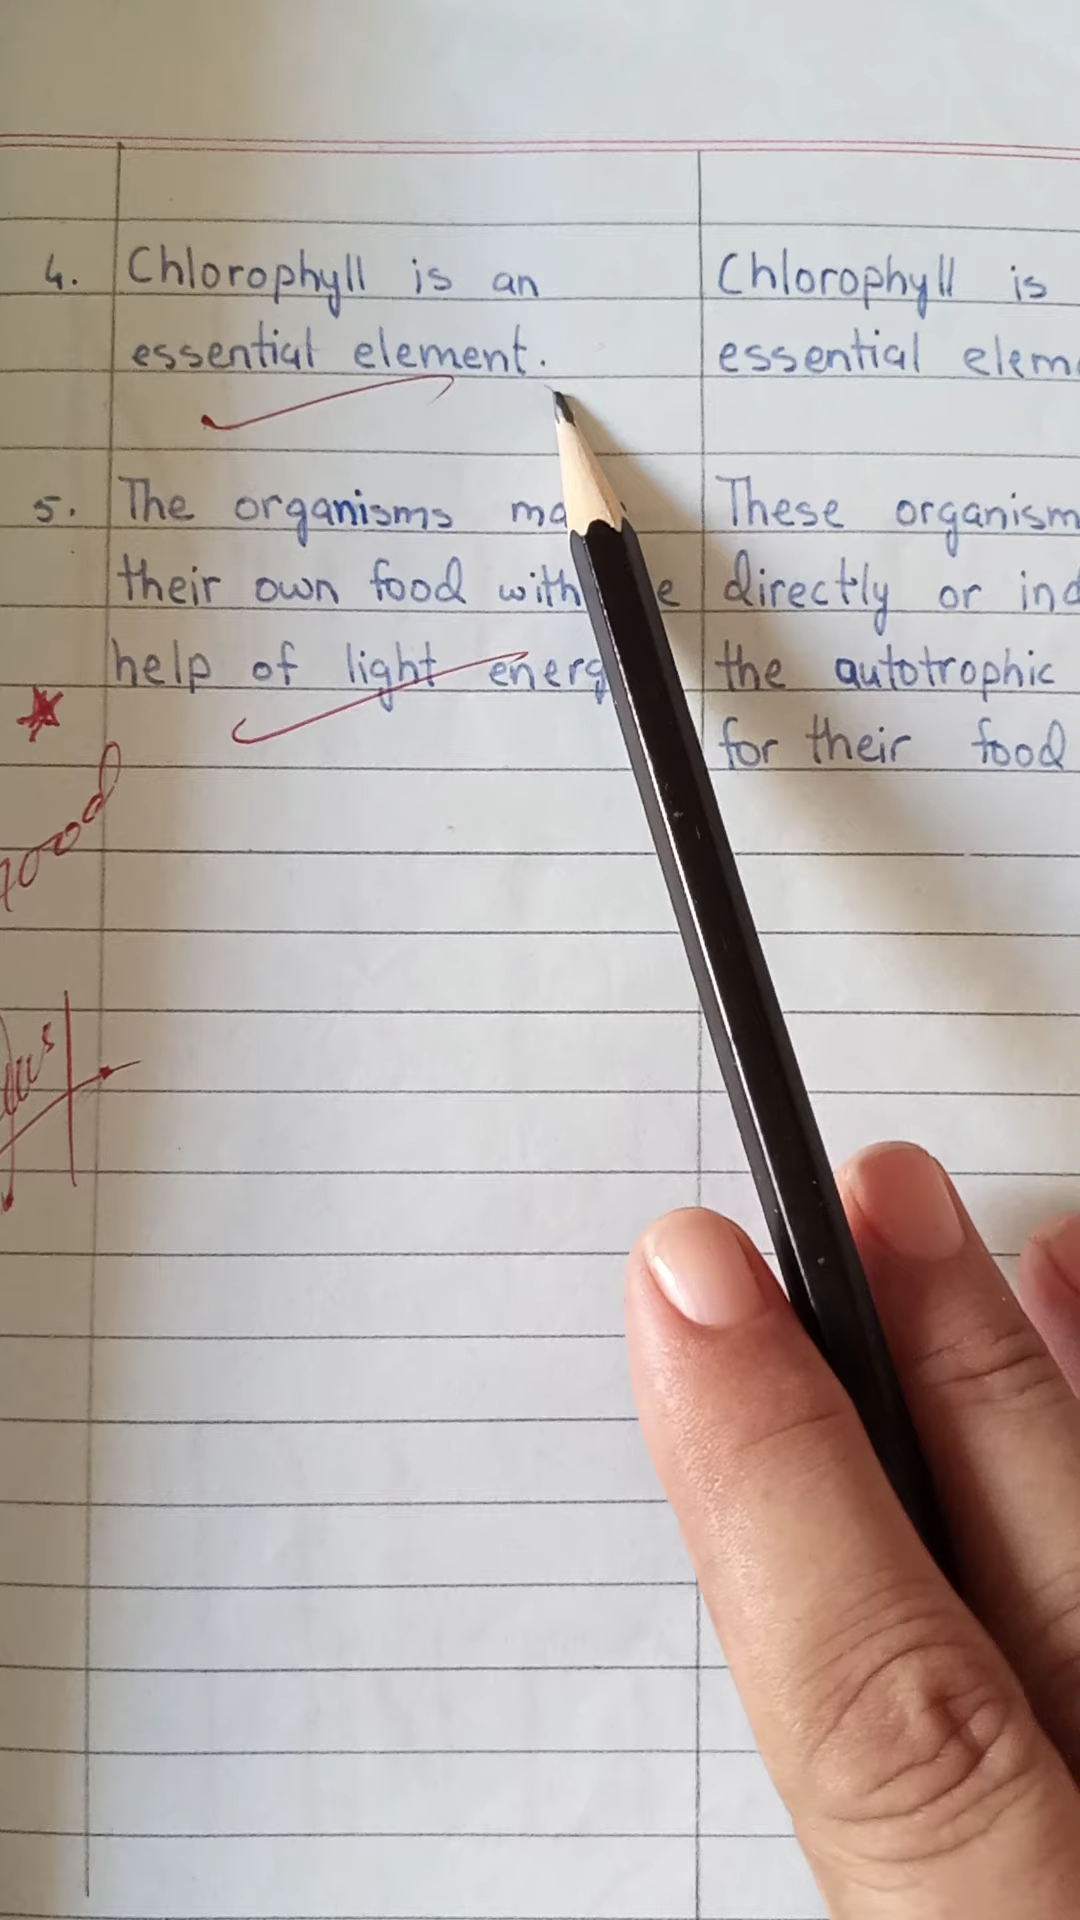 4. Chlorophyll is an
essential element.
5. The organisms
their own food with
help of light
Chlorophyll is
essential
These
directly or
the autotrophic
for their food